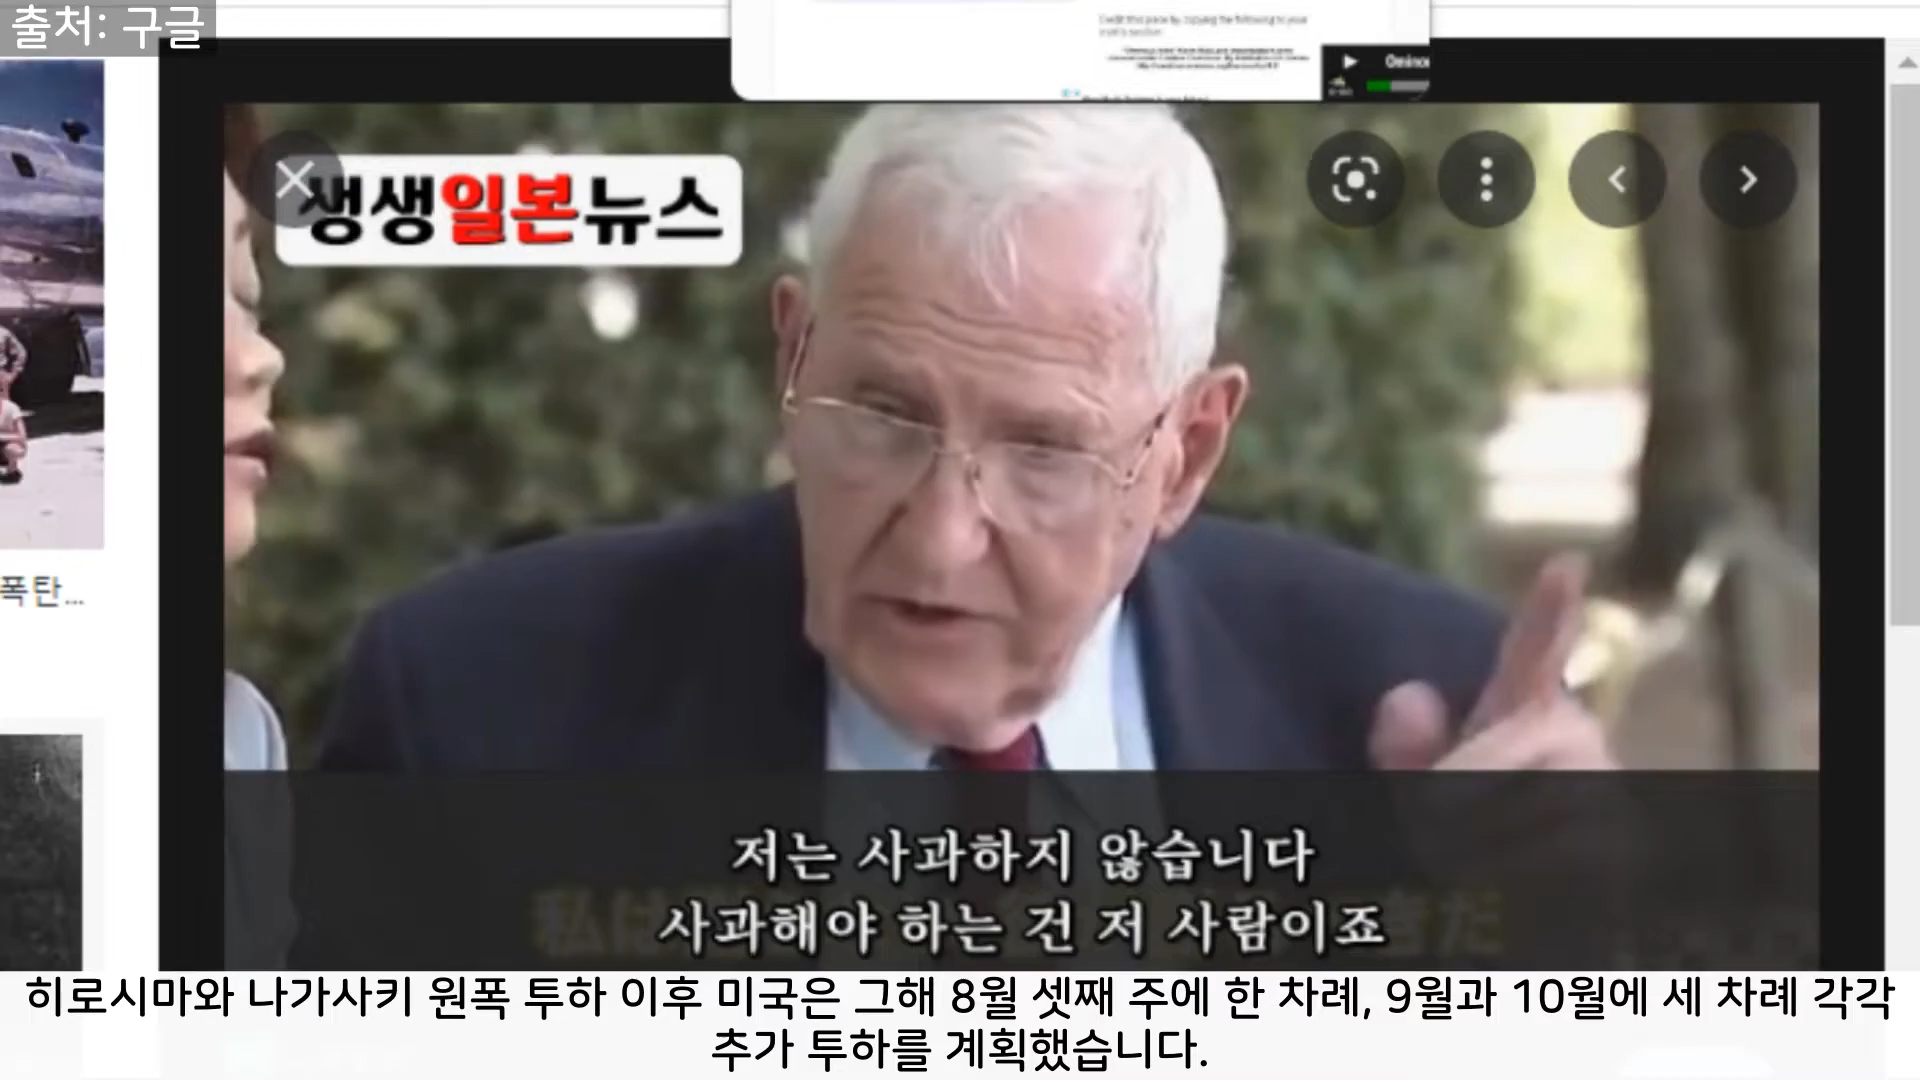 출처: 구글
생생일본뉴스
폭탄...
저는 사과하지 않습니다
사과해야 하는 건 저 사람이죠
히로시마와 나가사키 원폭 투하 이후 미국은 그해 8월 셋째 주에 한 차례, 9월과 10월에 세 차례 각각
추가 투하를 계획했습니다.